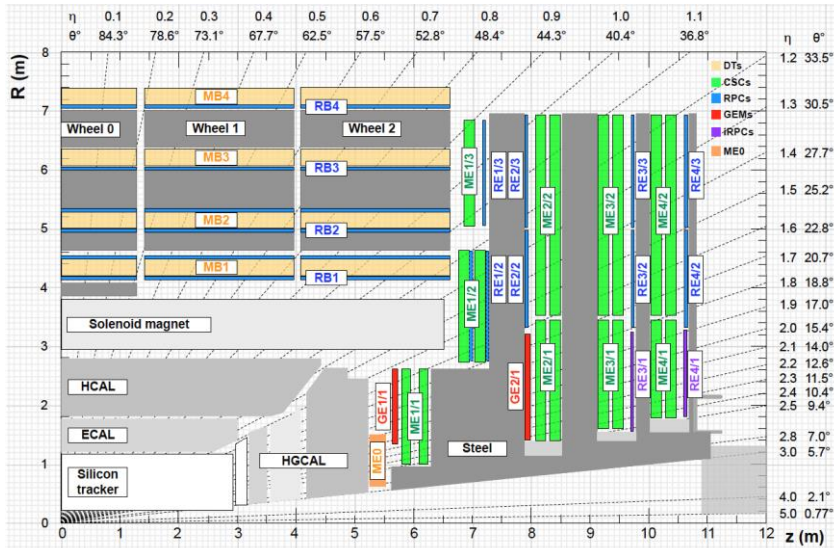 η 0.1 0.2 0.3 0.4 0.5 0.6 0.7 0.8 0.9 1.0 1.1
θ° 84.3° 78.6° 73.1° 67.7° 62.5° 57.5° 52.8° 48.4° 44.3° 40.4° 36.8° η θ°
R (m)
8
7
6
5
4
3
2
1
0
1.2 33.5°
1.3 30.5°
1.4 27.7°
1.5 25.2°
1.6 22.8°
1.7 20.7°
1.8 18.8°
1.9 17.0°
2.0 15.4°
2.1 14.0°
2.2 12.6°
2.3 11.5°
2.4 10.4°
2.5 9.4°
2.8 7.0°
3.0 5.7°
4.0 2.1°
5.0 0.77°
DTs
CSCs
RPCs
GEMs
iRPCs
ME0
MB4
RB4
Wheel 0
Wheel 1
Wheel 2
MB3
RB3
MB2
RB2
MB1
RB1
Solenoid magnet
HCAL
ECAL
Silicon
tracker
HGCAL
Steel
ME0
GE1/1
ME1/1
ME1/2
ME1/3
RE1/3
RE2/3
RE1/2
RE2/2
GE2/1
ME2/2
ME2/1
ME3/2
ME3/1
RE3/3
RE3/2
RE3/1
ME4/2
ME4/1
RE4/3
RE4/2
RE4/1
0 1 2 3 4 5 6 7 8 9 10 11 12
z (m)